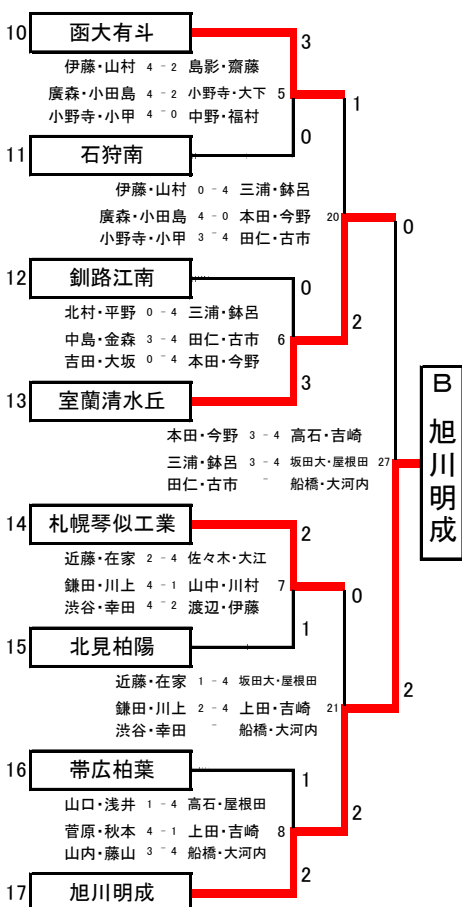 10 函大有斗
3
伊藤・山村 4 - 2 島影・齋藤
廣森・小田島 4 - 2 小野寺・大下 5
小野寺・小甲 4 - 0 中野・福村
1
0
11 石狩南
伊藤・山村 0 - 4 三浦・鉢呂
廣森・小田島 4 - 0 本田・今野 20
小野寺・小甲 3 - 4 田仁・古市
0
12 釧路江南
0
北村・平野 0 - 4 三浦・鉢呂
中島・金森 3 - 4 田仁・古市 6
吉田・大坂 0 - 4 本田・今野
2
3
13 室蘭清水丘
B 旭川明成
本田・今野 3 - 4 高石・吉崎
三浦・鉢呂 3 - 4 坂田大・屋根田 27
田仁・古市 - 船橋・大河内
14 札幌琴似工業
2
近藤・在家 2 - 4 佐々木・大江
鎌田・川上 4 - 1 山中・川村 7
渋谷・幸田 4 - 2 渡辺・伊藤
0
1
15 北見柏陽
近藤・在家 1 - 4 坂田大・屋根田
鎌田・川上 2 - 4 上田・吉崎 21
渋谷・幸田 - 船橋・大河内
2
16 帯広柏葉
1
山口・浅井 1 - 4 高石・屋根田
菅原・秋本 4 - 1 上田・吉崎 8
山内・藤山 3 - 4 船橋・大河内
2
2
17 旭川明成